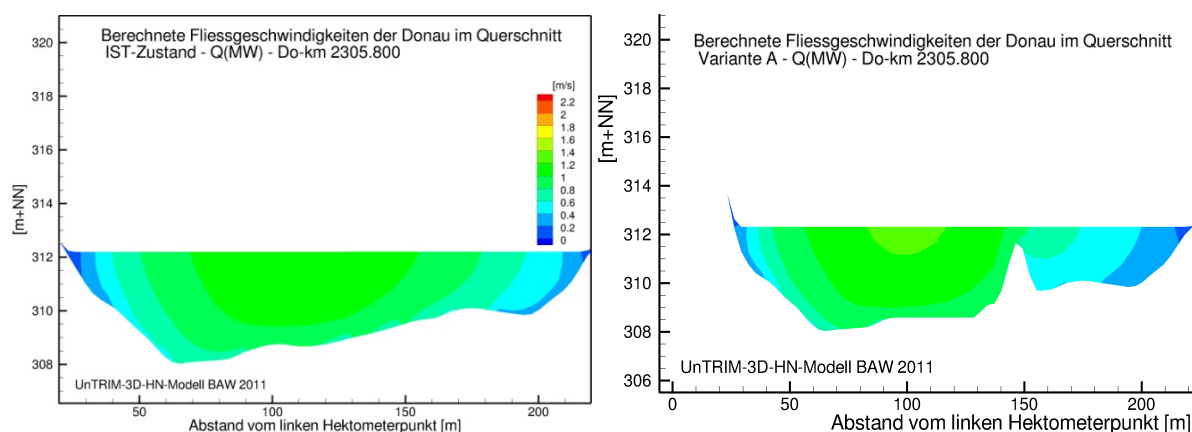 Berechnete Fliessgeschwindigkeiten der Donau im Querschnitt
IST-Zustand - Q(MW) - Do-km 2305.800
[m/s]
2.2
2
1.8
1.6
1.4
1.2
1
0.8
0.6
0.4
0.2
0
[m+NN]
320
318
316
314
312
310
308
UnTRIM-3D-HN-Modell BAW 2011
50 100 150 200
Abstand vom linken Hektometerpunkt [m]
Berechnete Fliessgeschwindigkeiten der Donau im Querschnitt
Variante A - Q(MW) - Do-km 2305.800
[m+NN]
320
318
316
314
312
310
308
306
UnTRIM-3D-HN-Modell BAW 2011
0 50 100 150 200
Abstand vom linken Hektometerpunkt [m]